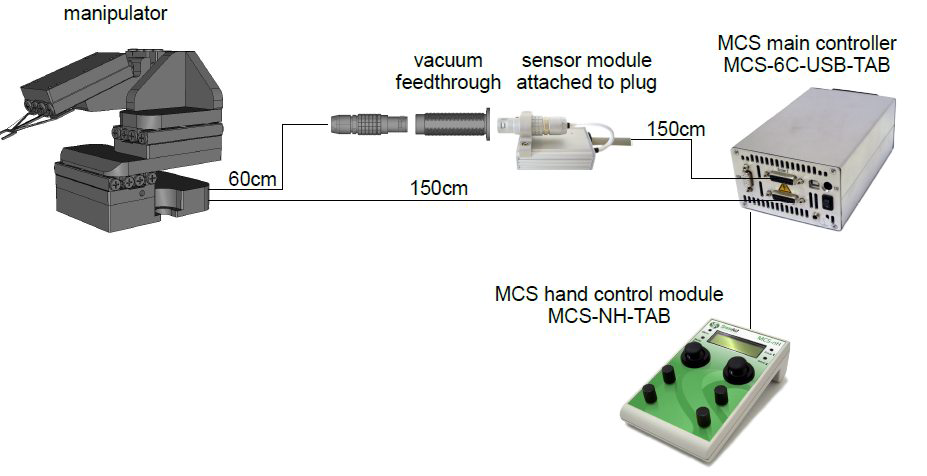 manipulator
vacuum
feedthrough
sensor module
attached to plug
MCS main controller
MCS-6C-USB-TAB
150cm
60cm
150cm
MCS hand control module
MCS-NH-TAB